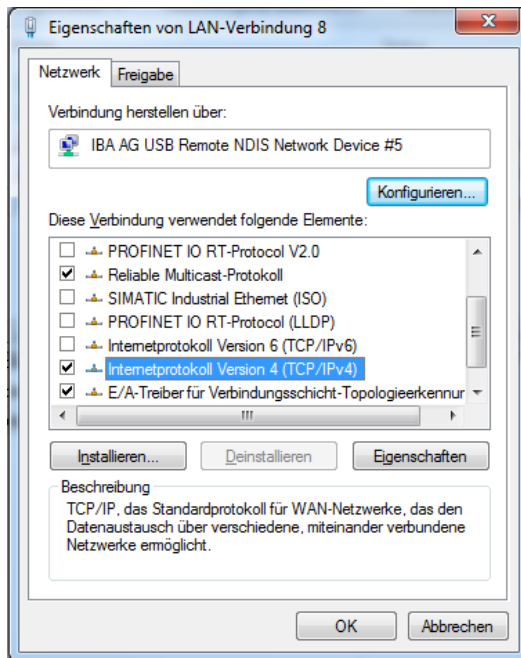 Eigenschaften von LAN-Verbindung 8
Netzwerk Freigabe
Verbindung herstellen über:
IBA AG USB Remote NDIS Network Device #5
Konfigurieren...
Diese Verbindung verwendet folgende Elemente:
PROFINET IO RT-Protocol V2.0
Reliable Multicast-Protokoll
SIMATIC Industrial Ethernet (ISO)
PROFINET IO RT-Protocol (LLDP)
Internetprotokoll Version 6 (TCP/IPv6)
Internetprotokoll Version 4 (TCP/IPv4)
E/A-Treiber für Verbindungsschicht-Topologieerkennur
Installieren... Deinstallieren Eigenschaften
Beschreibung
TCP/IP, das Standardprotokoll für WAN-Netzwerke, das den
Datenaustausch über verschiedene, miteinander verbundene
Netzwerke ermöglicht.
OK Abbrechen